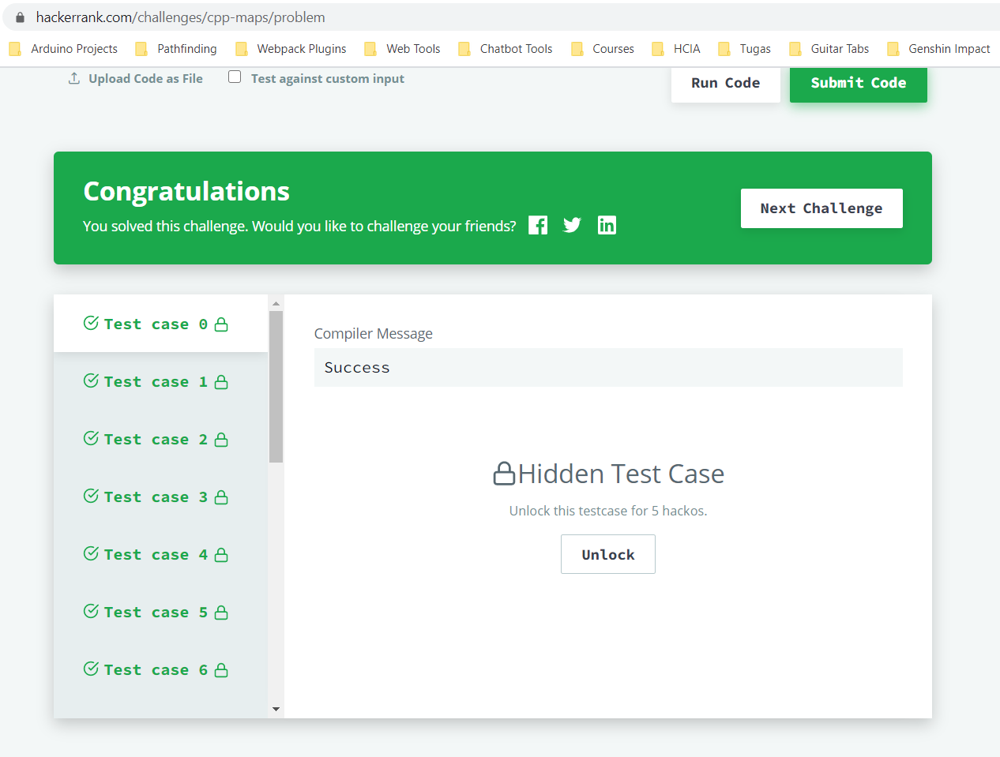 hackerrank.com/challenges/cpp-maps/problem
Arduino Projects Pathfinding Webpack Plugins Web Tools Chatbot Tools Courses HCIA Tugas Guitar Tabs Genshin Impact
Upload Code as File Test against custom input Run Code Submit Code
Congratulations
You solved this challenge. Would you like to challenge your friends?
Next Challenge
Test case 0
Test case 1
Test case 2
Test case 3
Test case 4
Test case 5
Test case 6
Compiler Message
Success
Hidden Test Case
Unlock this testcase for 5 hackos.
Unlock